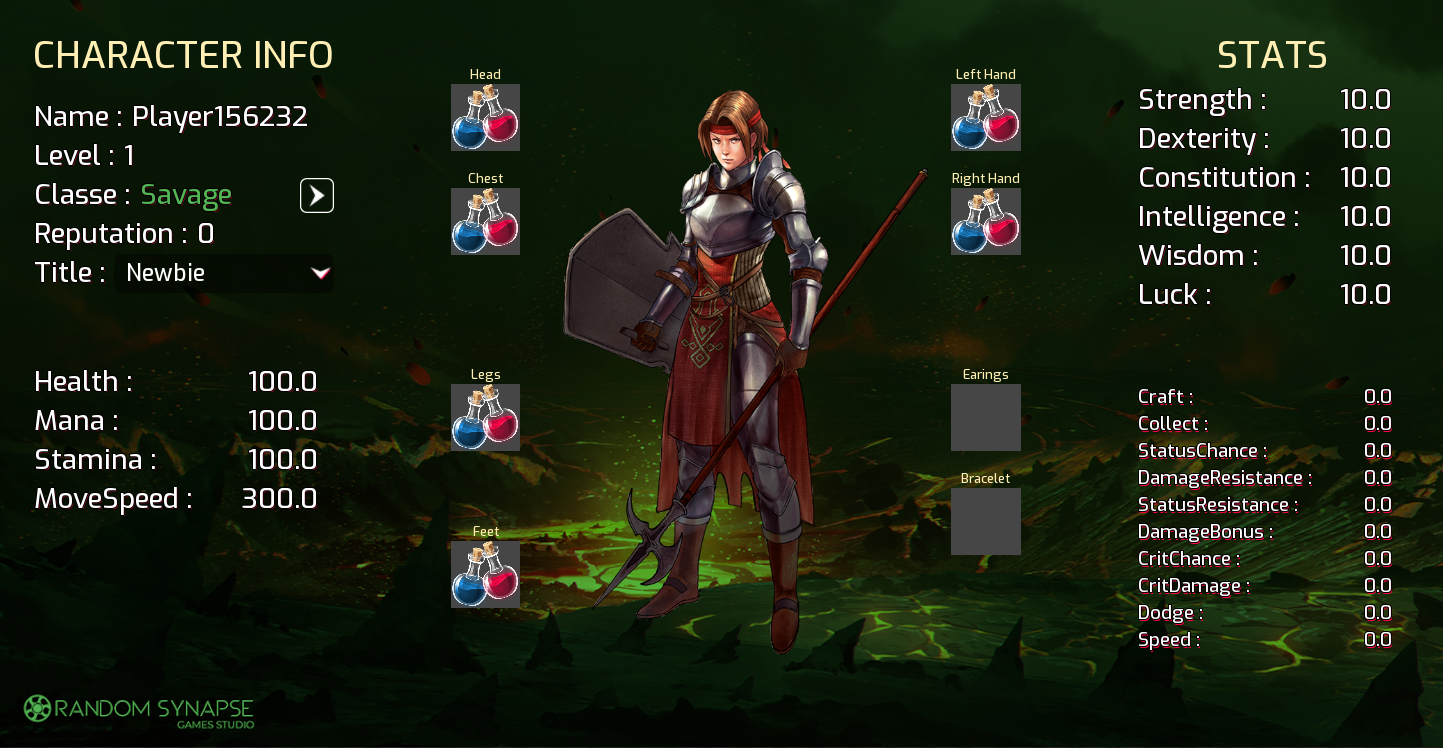 CHARACTER INFO
Name : Player156232
Level : 1
Classe : Savage
Reputation : 0
Title : Newbie
Health : 100.0
Mana : 100.0
Stamina : 100.0
MoveSpeed : 300.0
Head
Chest
Legs
Feet
Left Hand
Right Hand
Earings
Bracelet
STATS
Strength : 10.0
Dexterity : 10.0
Constitution : 10.0
Intelligence : 10.0
Wisdom : 10.0
Luck : 10.0
Craft : 0.0
Collect : 0.0
StatusChance : 0.0
DamageResistance : 0.0
StatusResistance : 0.0
DamageBonus : 0.0
CritChance : 0.0
CritDamage : 0.0
Dodge : 0.0
Speed : 0.0
RANDOM SYNAPSE
GAMES STUDIO